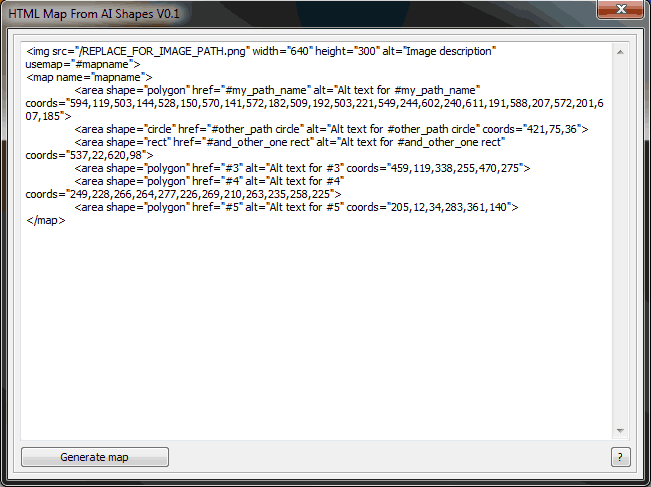 HTML Map From AI Shapes V0.1
<img src="/REPLACE_FOR_IMAGE_PATH.png" width="640" height="300" alt="Image description"
usemap="#mapname">
<map name="mapname">
<area shape="polygon" href="#my_path_name" alt="Alt text for #my_path_name"
coords="594,119,503,144,528,150,570,141,572,182,509,192,503,221,549,244,602,240,611,191,588,207,572,201,6
07,185">
<area shape="circle" href="#other_path circle" alt="Alt text for #other_path circle" coords="421,75,36">
<area shape="rect" href="#and_other_one rect" alt="Alt text for #and_other_one rect"
coords="537,22,620,98">
<area shape="polygon" href="#3" alt="Alt text for #3" coords="459,119,338,255,470,275">
<area shape="polygon" href="#4" alt="Alt text for #4"
coords="249,228,266,264,277,226,269,210,263,235,258,225">
<area shape="polygon" href="#5" alt="Alt text for #5" coords="205,12,34,283,361,140">
</map>
Generate map
?